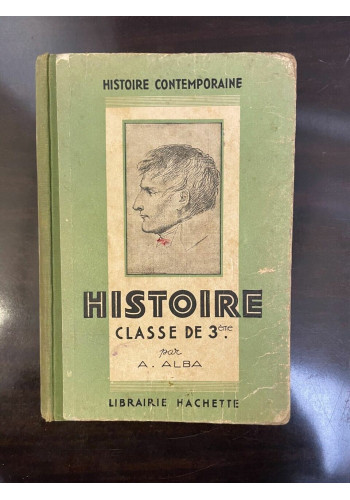 HISTOIRE CONTEMPORAINE
HISTOIRE
CLASSE DE 3ème.
par
A. ALBA
LIBRAIRIE HACHETTE